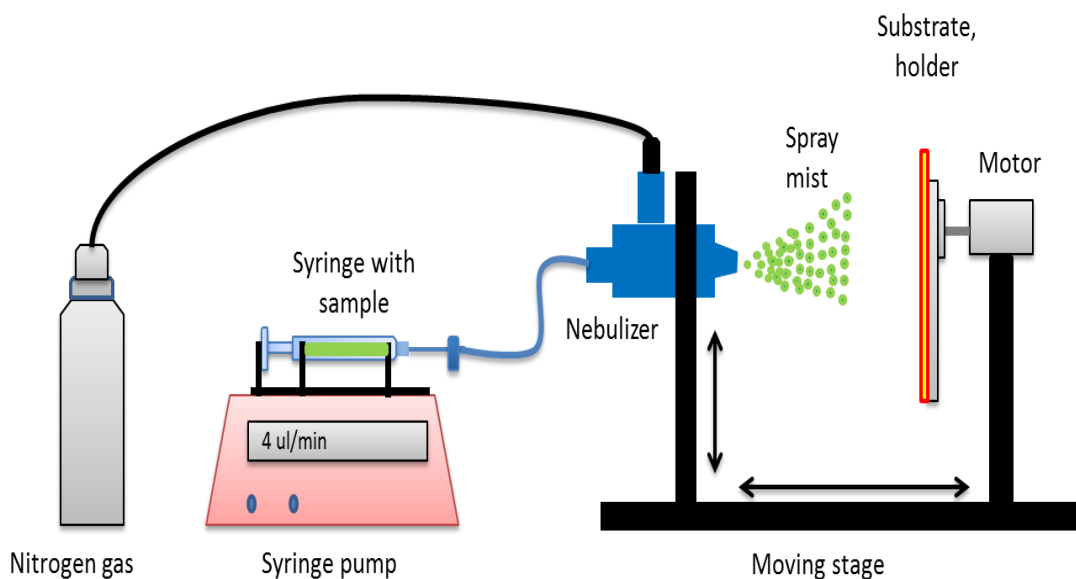 Substrate,
holder
Spray
mist
Motor
Syringe with
sample
Nebulizer
4 ul/min
Nitrogen gas
Syringe pump
Moving stage